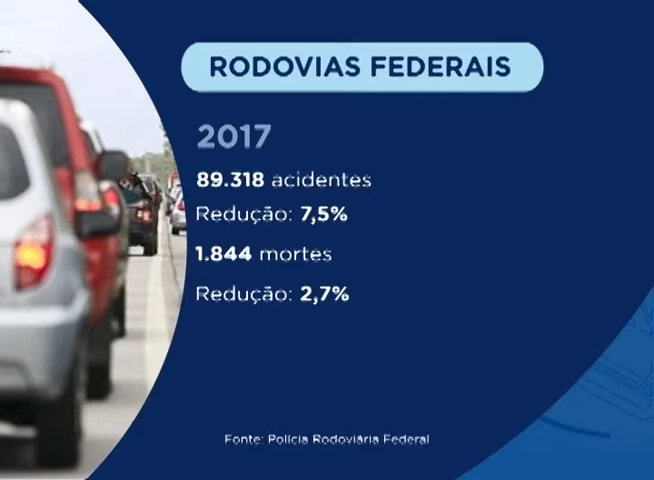 RODOVIAS FEDERAIS
2017
89.318 acidentes
Redução: 7,5%
1.844 mortes
Redução: 2,7%
Fonte: Polícia Rodoviária Federal